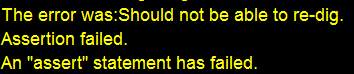 The error was:Should not be able to re-dig.
Assertion failed.
An "assert" statement has failed.